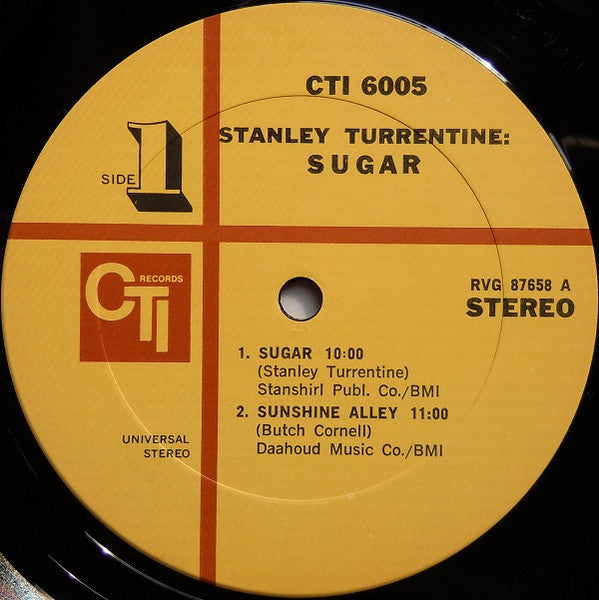 CTI 6005
STANLEY TURRENTINE:
SUGAR
SIDE 1
CTI RECORDS
RVG 87658 A
STEREO
1. SUGAR 10:00
(Stanley Turrentine)
Stanshirl Publ. Co./BMI
2. SUNSHINE ALLEY 11:00
(Butch Cornell)
Daahoud Music Co./BMI
UNIVERSAL
STEREO